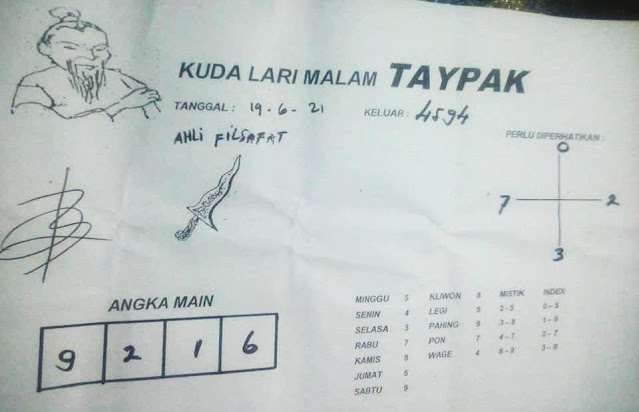 KUDA LARI MALAM TAYPAK
TANGGAL : 19-6-21 KELUAR : 4594
AHLI FILSAFAT
PERLU DIPERHATIKAN :
0
7 2
3
ANGKA MAIN
9 2 1 6
MINGGU 5 KLIWON 8 MISTIK INDEX
SENIN 4 LEGI 5 2-5 0-5
SELASA 3 PAHING 9 3-8 1-6
RABU 7 PON 7 4-7 2-7
KAMIS 8 WAGE 4 6-9 3-8
JUMAT 6
SABTU 9